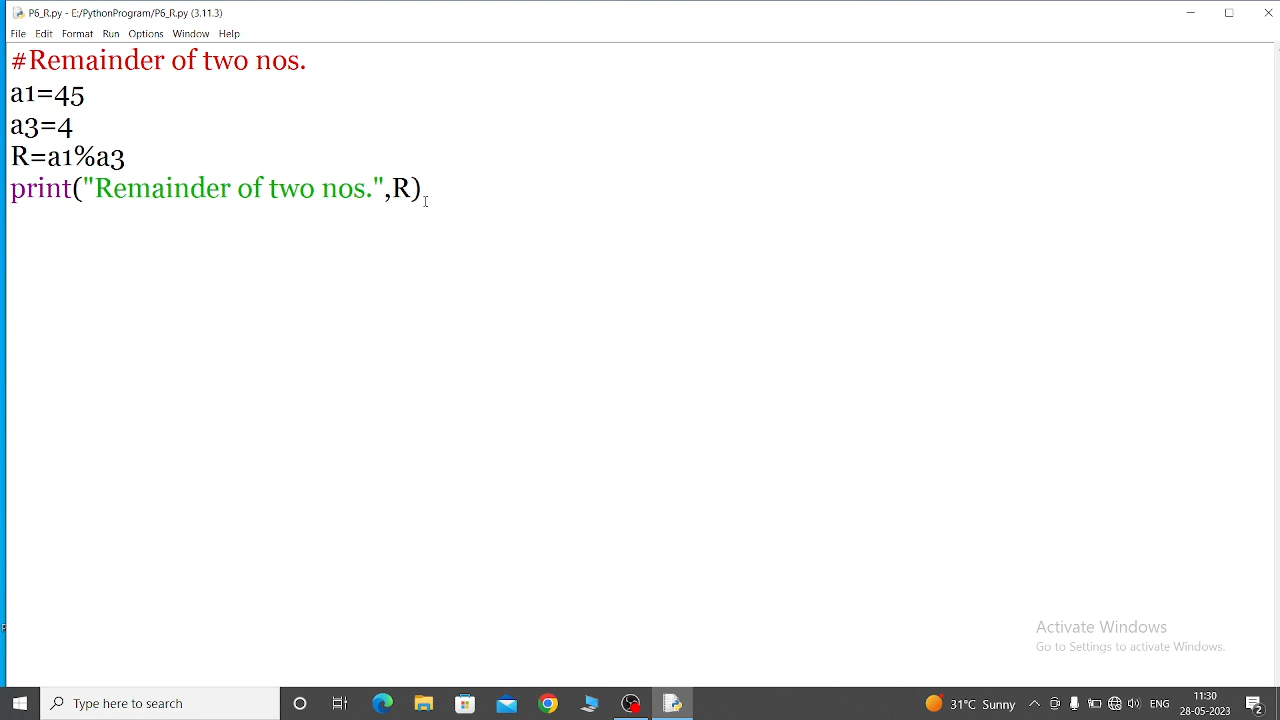 P6_R.py - E:/PythonProgram/P6_R.py (3.11.3)
File Edit Format Run Options Window Help
#Remainder of two nos.
a1=45
a3=4
R=a1%a3
print("Remainder of two nos.",R)
Activate Windows
Go to Settings to activate Windows.
Type here to search
31°C Sunny
ENG
11:30
28-05-2023
2